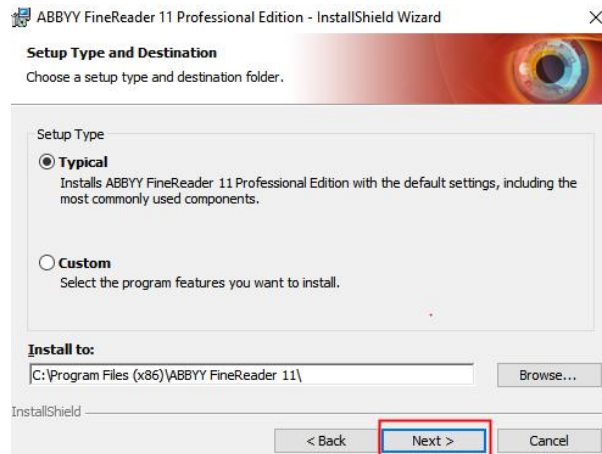 ABBYY FineReader 11 Professional Edition - InstallShield Wizard
Setup Type and Destination
Choose a setup type and destination folder.
Setup Type
Typical
Installs ABBYY FineReader 11 Professional Edition with the default settings, including the
most commonly used components.
Custom
Select the program features you want to install.
Install to:
C:\Program Files (x86)\ABBYY FineReader 11\
Browse...
InstallShield
< Back
Next >
Cancel